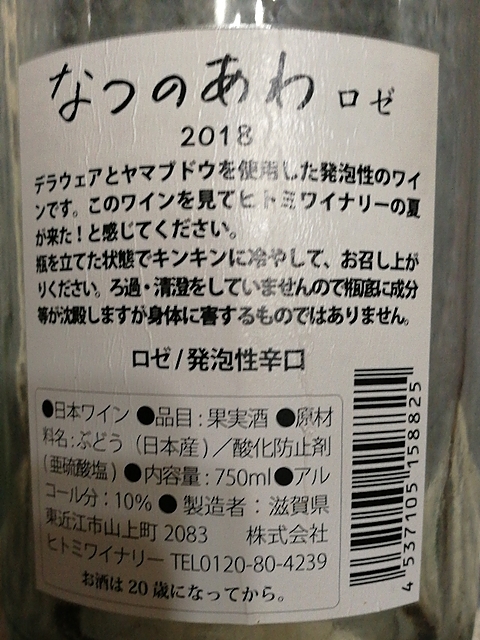 なつのあわ ロゼ
2018
デラウェアとヤマブドウを使用した発泡性のワイ
ンです。このワインを見てヒトミワイナリーの夏
が来た！と感じてください。
瓶を立てた状態でキンキンに冷やして、お召し上が
りください。ろ過・清澄をしていませんので瓶底に成分
等が沈殿しますが身体に害するものではありません。
ロゼ/発泡性辛口
●日本ワイン ●品目：果実酒 ●原材
料名：ぶどう（日本産）／酸化防止剤
（亜硫酸塩）●内容量：750ml●アル
コール分：10% ● 製造者：滋賀県
東近江市山上町 2083 株式会社
ヒトミワイナリー TEL0120-80-4239
お酒は20歳になってから。
4 537105 158825